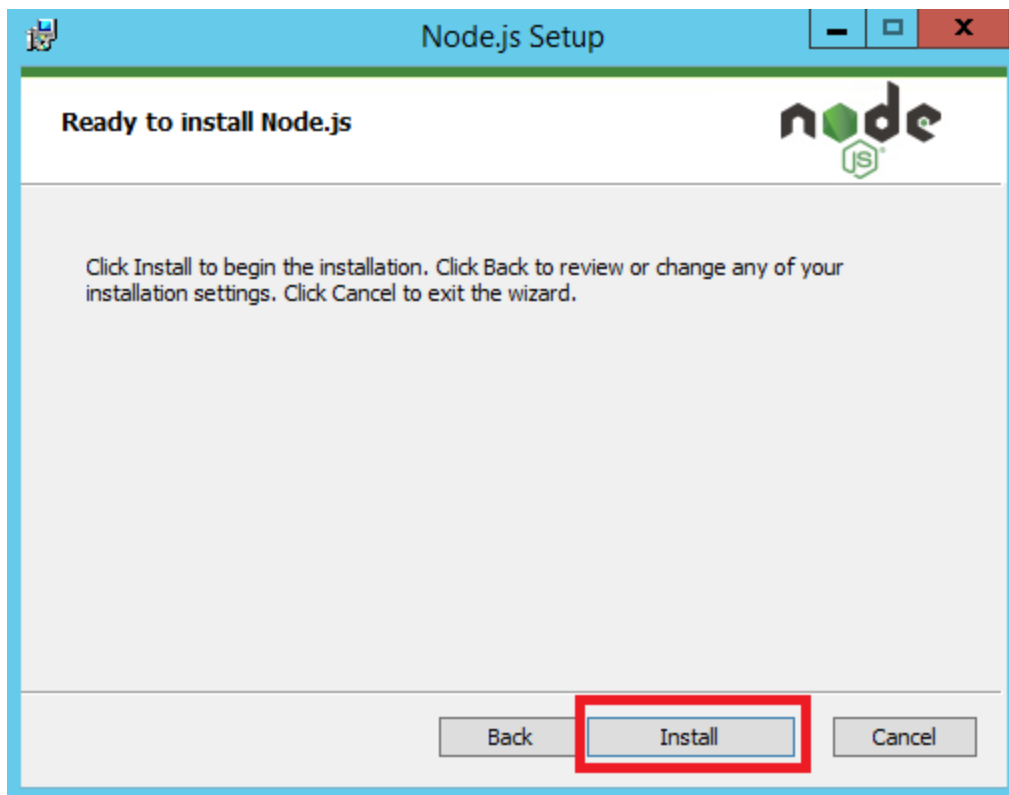 Node.js Setup
Ready to install Node.js
node
JS
Click Install to begin the installation. Click Back to review or change any of your
installation settings. Click Cancel to exit the wizard.
Back
Install
Cancel